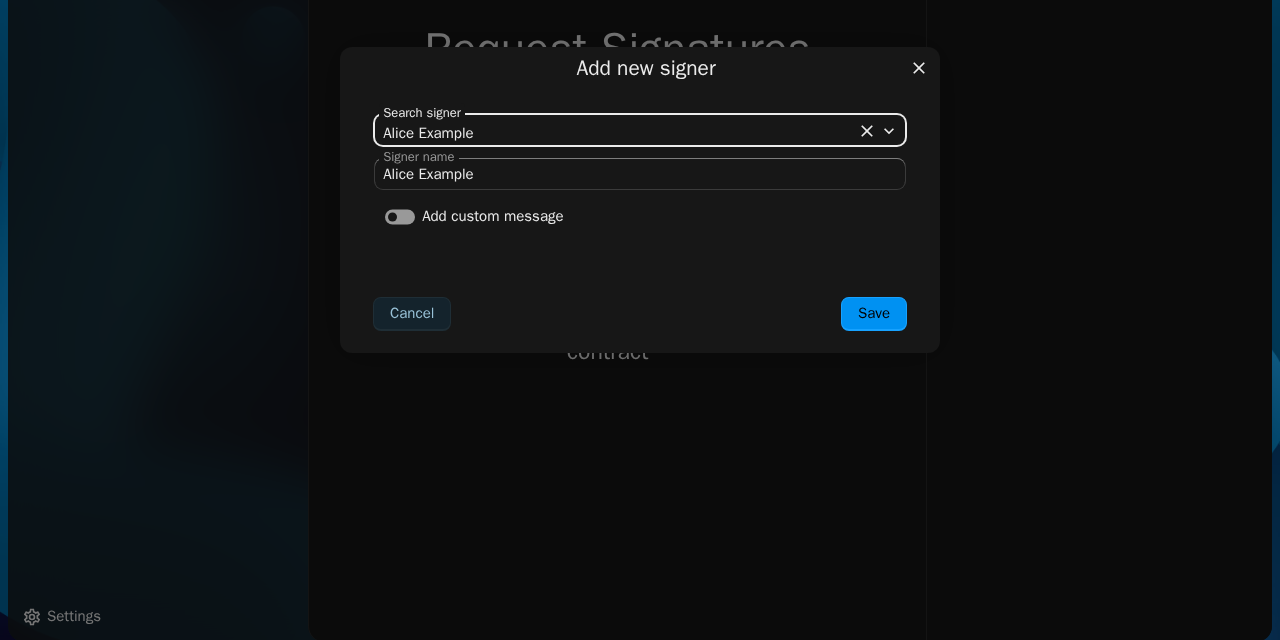 Request Signatures
Add new signer
Search signer
Alice Example
Signer name
Alice Example
Add custom message
Cancel
Save
contract
Settings